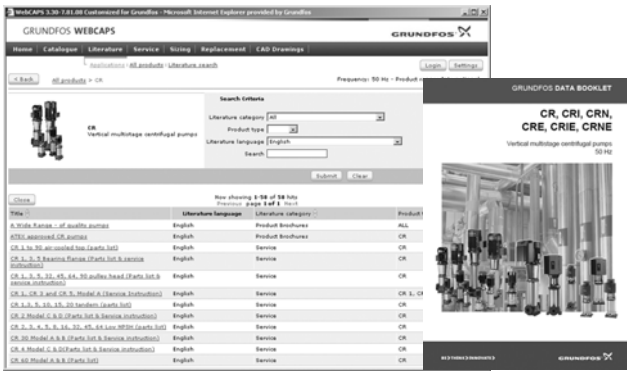 WebCAPS 3.30-7.01.00 Customized for Grundfos - Microsoft Internet Explorer provided by Grundfos
GRUNDFOS WEBCAPS
GRUNDFOS
Home Catalogue Literature Service Sizing Replacement CAD Drawings
Applications All products Literature search
Login Settings
< Back All products > CR
Frequency: 50 Hz - Product
Search Criteria
CR
Vertical multistage centrifugal pumps
Literature category All
Product type
Literature language English
Search
Submit Clear
Close
Now showing 1-58 of 58 hits
Previous page 1 of 1 Next
Title Literature language Literature category Product
A Wide Range - of quality pumps English Product brochures ALL
ATEX approved CR pumps English Product brochures CR
CR 1 to 90 air-cooled top (parts list) English Service CR
CR 1, 3, 5 Bearing flange (Parts list & service
instruction) English Service CR
CR 1, 3, 5, 32, 45, 64, 90 pulley head (Parts list &
service instruction) English Service CR
CR 1, CR 3 and CR 5, Model A (Service Instruction) English Service CR 1, CR
CR 1,3, 5, 10, 15, 20 tandem (parts list) English Service CR
CR 2 Model C & D (Parts list & Service instruction) English Service CR
CR 2, 3, 4, 5, 8, 16, 32, 45, 64 Low NPSH (parts list) English Service CR
CR 30 Model A & B (Parts list & Service instruction) English Service CR
CR 4 Model C & D(Parts list & Service instruction) English Service CR
CR 60 Model A & B (Parts list) English Service CR
GRUNDFOS DATA BOOKLET
CR, CRI, CRN,
CRE, CRIE, CRNE
Vertical multistage centrifugal pumps
50 Hz
BE>THINK>INNOVATE>
GRUNDFOS